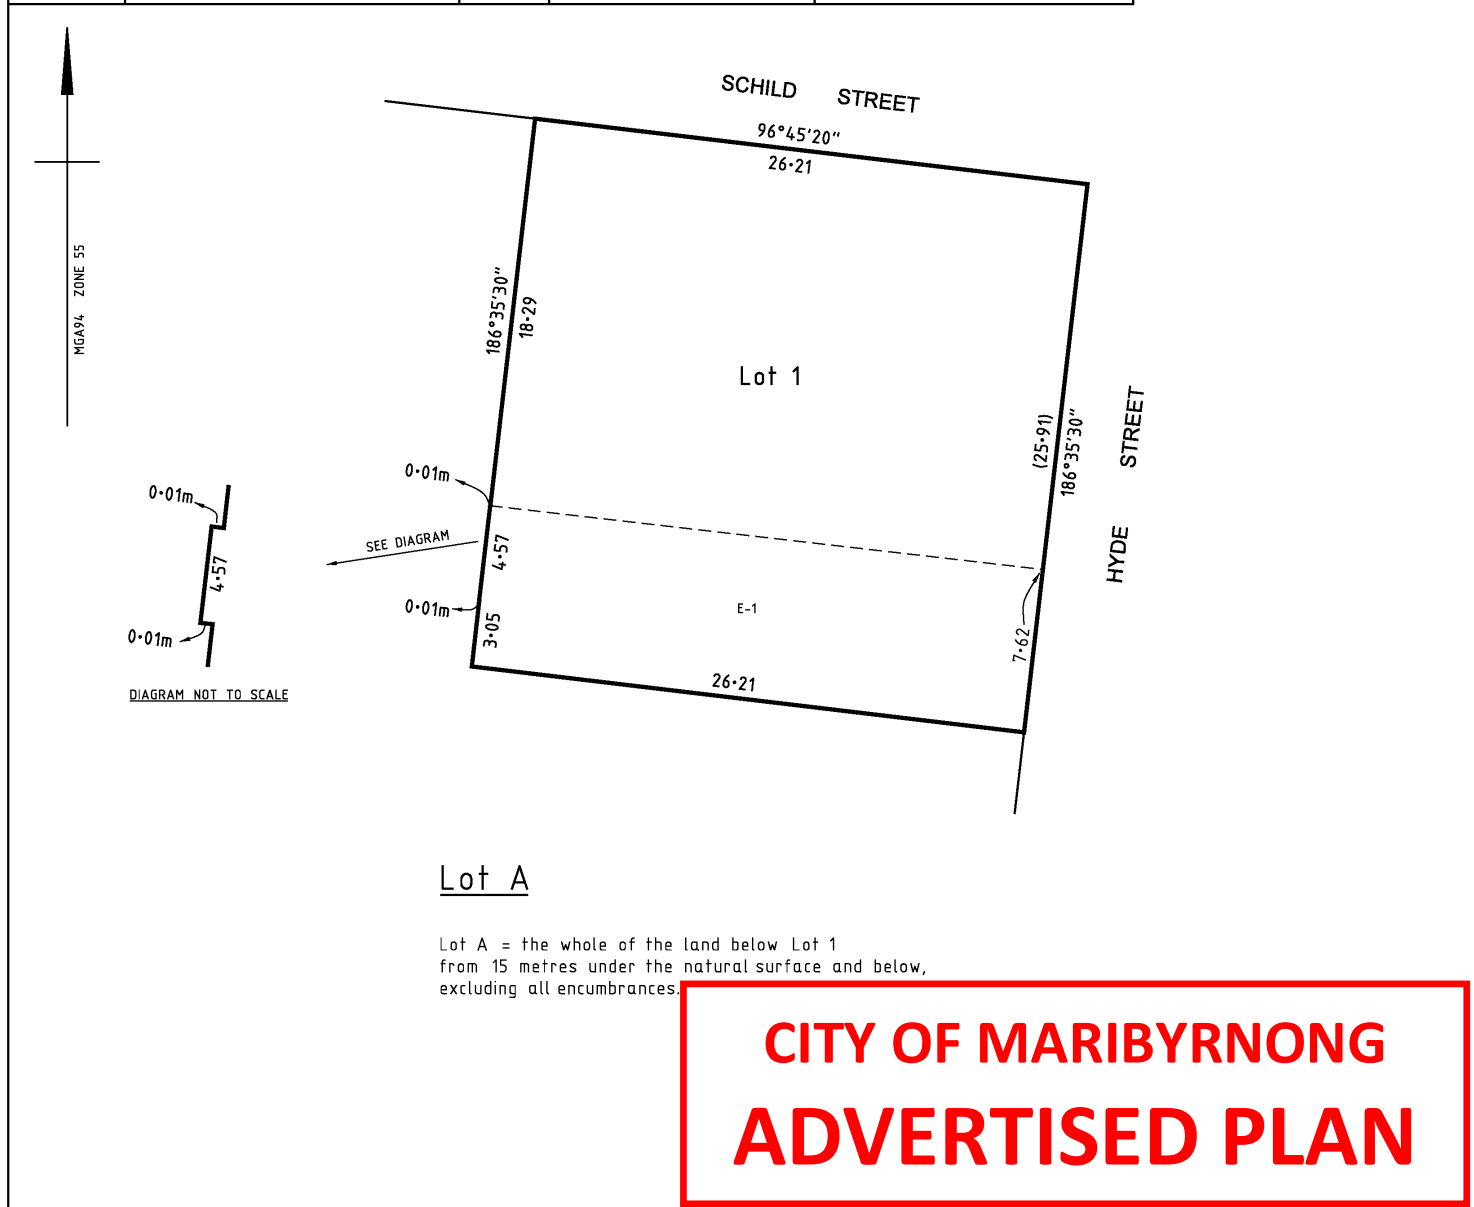 SCHILD STREET
96°45'20"
26·21
MGA94 ZONE 55
186°35'30"
18·29
Lot 1
(25·91)
186°35'30"
HYDE STREET
0·01m
0·01m
SEE DIAGRAM
4·57
4·57
E-1
0·01m
3·05
7·62
0·01m
26·21
DIAGRAM NOT TO SCALE
Lot A
Lot A = the whole of the land below Lot 1
from 15 metres under the natural surface and below,
excluding all encumbrances.
CITY OF MARIBYRNONG
ADVERTISED PLAN